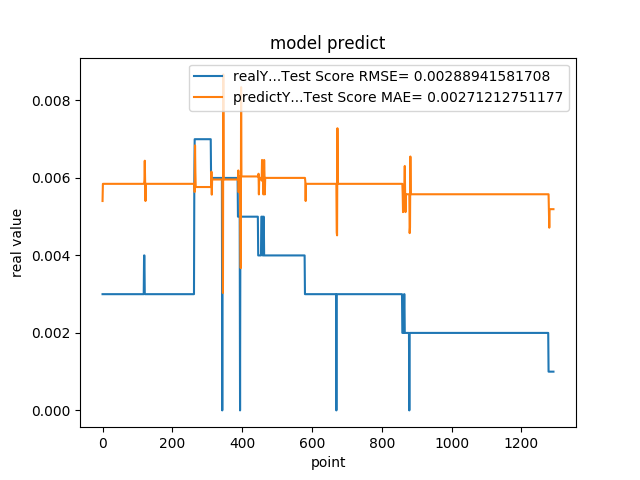 model predict
realY...Test Score RMSE= 0.00288941581708
predictY...Test Score MAE= 0.00271212751177
0.008
0.006
0.004
0.002
0.000
real value
0 200 400 600 800 1000 1200
point